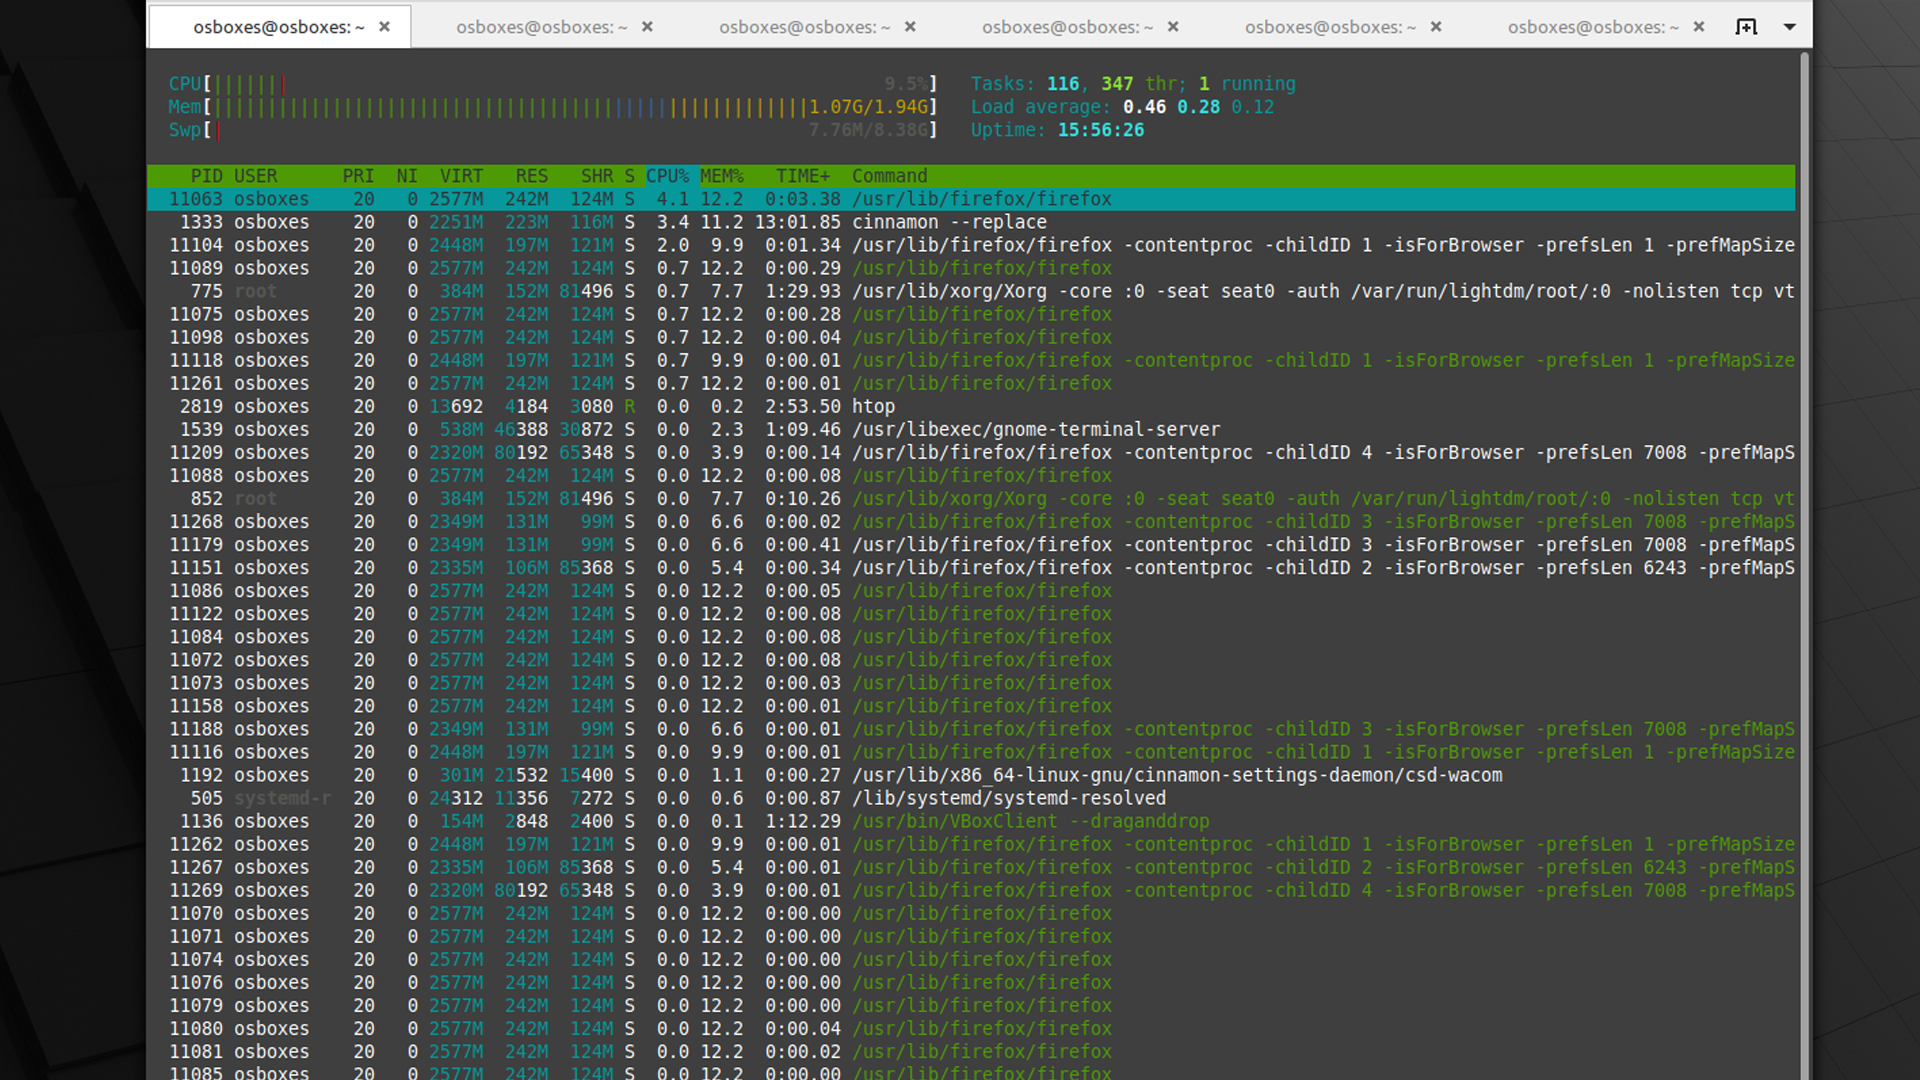 osboxes@osboxes: ~ × osboxes@osboxes: ~ × osboxes@osboxes: ~ × osboxes@osboxes: ~ × osboxes@osboxes: ~ × osboxes@osboxes: ~ ×
CPU[||||||| 9.5%] Tasks: 116, 347 thr; 1 running
Mem[|||||||||||||||||||||||||||||||||||||||||||||||||||||||1.07G/1.94G] Load average: 0.46 0.28 0.12
Swp[| 7.76M/8.38G] Uptime: 15:56:26
PID USER PRI NI VIRT RES SHR S CPU% MEM% TIME+ Command
11063 osboxes 20 0 2577M 242M 124M S 4.1 12.2 0:03.38 /usr/lib/firefox/firefox
1333 osboxes 20 0 2251M 223M 116M S 3.4 11.2 13:01.85 cinnamon --replace
11104 osboxes 20 0 2448M 197M 121M S 2.0 9.9 0:01.34 /usr/lib/firefox/firefox -contentproc -childID 1 -isForBrowser -prefsLen 1 -prefMapSize
11089 osboxes 20 0 2577M 242M 124M S 0.7 12.2 0:00.29 /usr/lib/firefox/firefox
775 root 20 0 384M 152M 81496 S 0.7 7.7 1:29.93 /usr/lib/xorg/Xorg -core :0 -seat seat0 -auth /var/run/lightdm/root/:0 -nolisten tcp vt
11075 osboxes 20 0 2577M 242M 124M S 0.7 12.2 0:00.28 /usr/lib/firefox/firefox
11098 osboxes 20 0 2577M 242M 124M S 0.7 12.2 0:00.04 /usr/lib/firefox/firefox
11118 osboxes 20 0 2448M 197M 121M S 0.7 9.9 0:00.01 /usr/lib/firefox/firefox -contentproc -childID 1 -isForBrowser -prefsLen 1 -prefMapSize
11261 osboxes 20 0 2577M 242M 124M S 0.7 12.2 0:00.01 /usr/lib/firefox/firefox
2819 osboxes 20 0 13692 4184 3080 R 0.0 0.2 2:53.50 htop
1539 osboxes 20 0 538M 46388 30872 S 0.0 2.3 1:09.46 /usr/libexec/gnome-terminal-server
11209 osboxes 20 0 2320M 80192 65348 S 0.0 3.9 0:00.14 /usr/lib/firefox/firefox -contentproc -childID 4 -isForBrowser -prefsLen 7008 -prefMapS
11088 osboxes 20 0 2577M 242M 124M S 0.0 12.2 0:00.08 /usr/lib/firefox/firefox
852 root 20 0 384M 152M 81496 S 0.0 7.7 0:10.26 /usr/lib/xorg/Xorg -core :0 -seat seat0 -auth /var/run/lightdm/root/:0 -nolisten tcp vt
11268 osboxes 20 0 2349M 131M 99M S 0.0 6.6 0:00.02 /usr/lib/firefox/firefox -contentproc -childID 3 -isForBrowser -prefsLen 7008 -prefMapS
11179 osboxes 20 0 2349M 131M 99M S 0.0 6.6 0:00.41 /usr/lib/firefox/firefox -contentproc -childID 3 -isForBrowser -prefsLen 7008 -prefMapS
11151 osboxes 20 0 2335M 106M 85368 S 0.0 5.4 0:00.34 /usr/lib/firefox/firefox -contentproc -childID 2 -isForBrowser -prefsLen 6243 -prefMapS
11086 osboxes 20 0 2577M 242M 124M S 0.0 12.2 0:00.05 /usr/lib/firefox/firefox
11122 osboxes 20 0 2577M 242M 124M S 0.0 12.2 0:00.08 /usr/lib/firefox/firefox
11084 osboxes 20 0 2577M 242M 124M S 0.0 12.2 0:00.08 /usr/lib/firefox/firefox
11072 osboxes 20 0 2577M 242M 124M S 0.0 12.2 0:00.08 /usr/lib/firefox/firefox
11073 osboxes 20 0 2577M 242M 124M S 0.0 12.2 0:00.03 /usr/lib/firefox/firefox
11158 osboxes 20 0 2577M 242M 124M S 0.0 12.2 0:00.01 /usr/lib/firefox/firefox
11188 osboxes 20 0 2349M 131M 99M S 0.0 6.6 0:00.01 /usr/lib/firefox/firefox -contentproc -childID 3 -isForBrowser -prefsLen 7008 -prefMapS
11116 osboxes 20 0 2448M 197M 121M S 0.0 9.9 0:00.01 /usr/lib/firefox/firefox -contentproc -childID 1 -isForBrowser -prefsLen 1 -prefMapSize
1192 osboxes 20 0 301M 21532 15400 S 0.0 1.1 0:00.27 /usr/lib/x86_64-linux-gnu/cinnamon-settings-daemon/csd-wacom
505 systemd-r 20 0 24312 11356 7272 S 0.0 0.6 0:00.87 /lib/systemd/systemd-resolved
1136 osboxes 20 0 154M 2848 2400 S 0.0 0.1 1:12.29 /usr/bin/VBoxClient --draganddrop
11262 osboxes 20 0 2448M 197M 121M S 0.0 9.9 0:00.01 /usr/lib/firefox/firefox -contentproc -childID 1 -isForBrowser -prefsLen 1 -prefMapSize
11267 osboxes 20 0 2335M 106M 85368 S 0.0 5.4 0:00.01 /usr/lib/firefox/firefox -contentproc -childID 2 -isForBrowser -prefsLen 6243 -prefMapS
11269 osboxes 20 0 2320M 80192 65348 S 0.0 3.9 0:00.01 /usr/lib/firefox/firefox -contentproc -childID 4 -isForBrowser -prefsLen 7008 -prefMapS
11070 osboxes 20 0 2577M 242M 124M S 0.0 12.2 0:00.00 /usr/lib/firefox/firefox
11071 osboxes 20 0 2577M 242M 124M S 0.0 12.2 0:00.00 /usr/lib/firefox/firefox
11074 osboxes 20 0 2577M 242M 124M S 0.0 12.2 0:00.00 /usr/lib/firefox/firefox
11076 osboxes 20 0 2577M 242M 124M S 0.0 12.2 0:00.00 /usr/lib/firefox/firefox
11079 osboxes 20 0 2577M 242M 124M S 0.0 12.2 0:00.00 /usr/lib/firefox/firefox
11080 osboxes 20 0 2577M 242M 124M S 0.0 12.2 0:00.04 /usr/lib/firefox/firefox
11081 osboxes 20 0 2577M 242M 124M S 0.0 12.2 0:00.02 /usr/lib/firefox/firefox
11085 osboxes 20 0 2577M 242M 124M S 0.0 12.2 0:00.00 /usr/lib/firefox/firefox